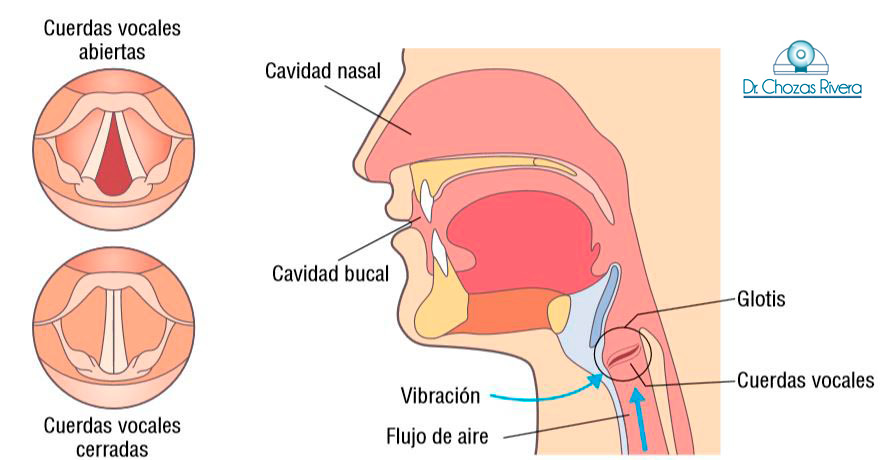 Cuerdas vocales
abiertas
Cavidad nasal
Dr. Chozas Rivera
Cavidad bucal
Glotis
Cuerdas vocales
Vibración
Flujo de aire
Cuerdas vocales
cerradas